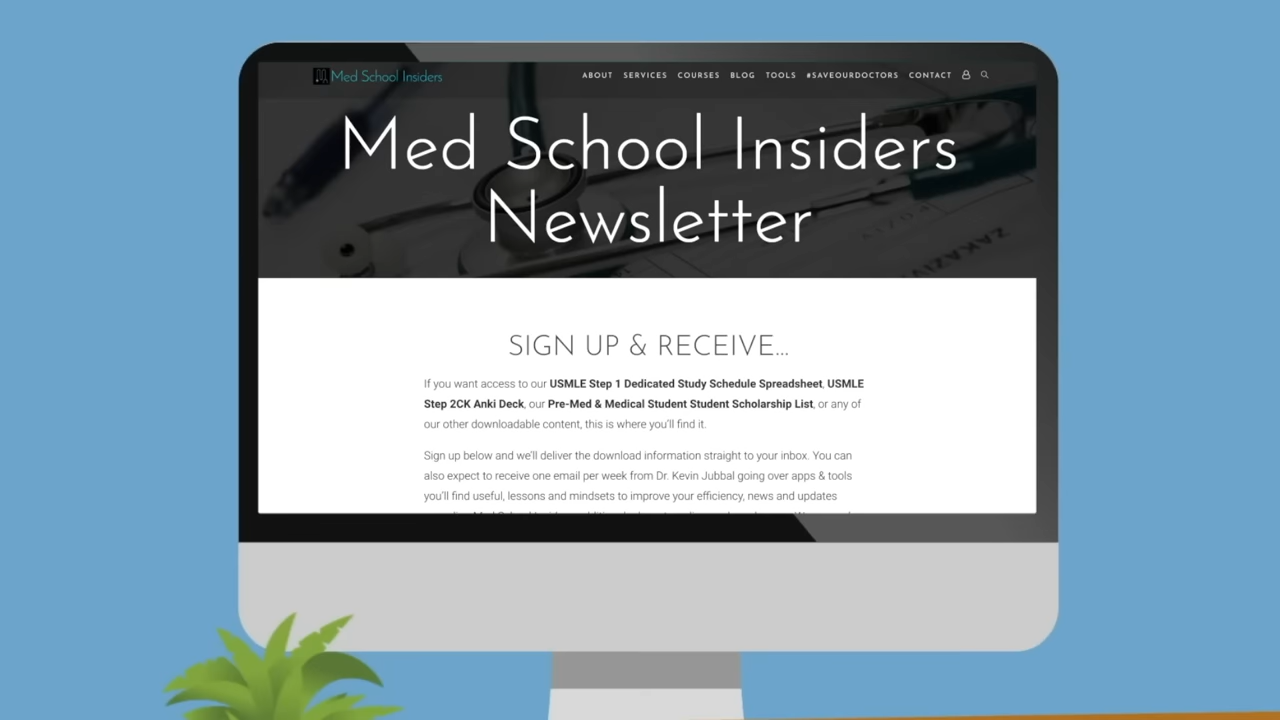 Med School Insiders
ABOUT SERVICES COURSES BLOG TOOLS #SAVEOURDOCTORS CONTACT
Med School Insiders
Newsletter
SIGN UP & RECEIVE...
If you want access to our USMLE Step 1 Dedicated Study Schedule Spreadsheet, USMLE
Step 2CK Anki Deck, our Pre-Med & Medical Student Student Scholarship List, or any of
our other downloadable content, this is where you'll find it.
Sign up below and we'll deliver the download information straight to your inbox. You can
also expect to receive one email per week from Dr. Kevin Jubbal going over apps & tools
you'll find useful, lessons and mindsets to improve your efficiency, news and updates